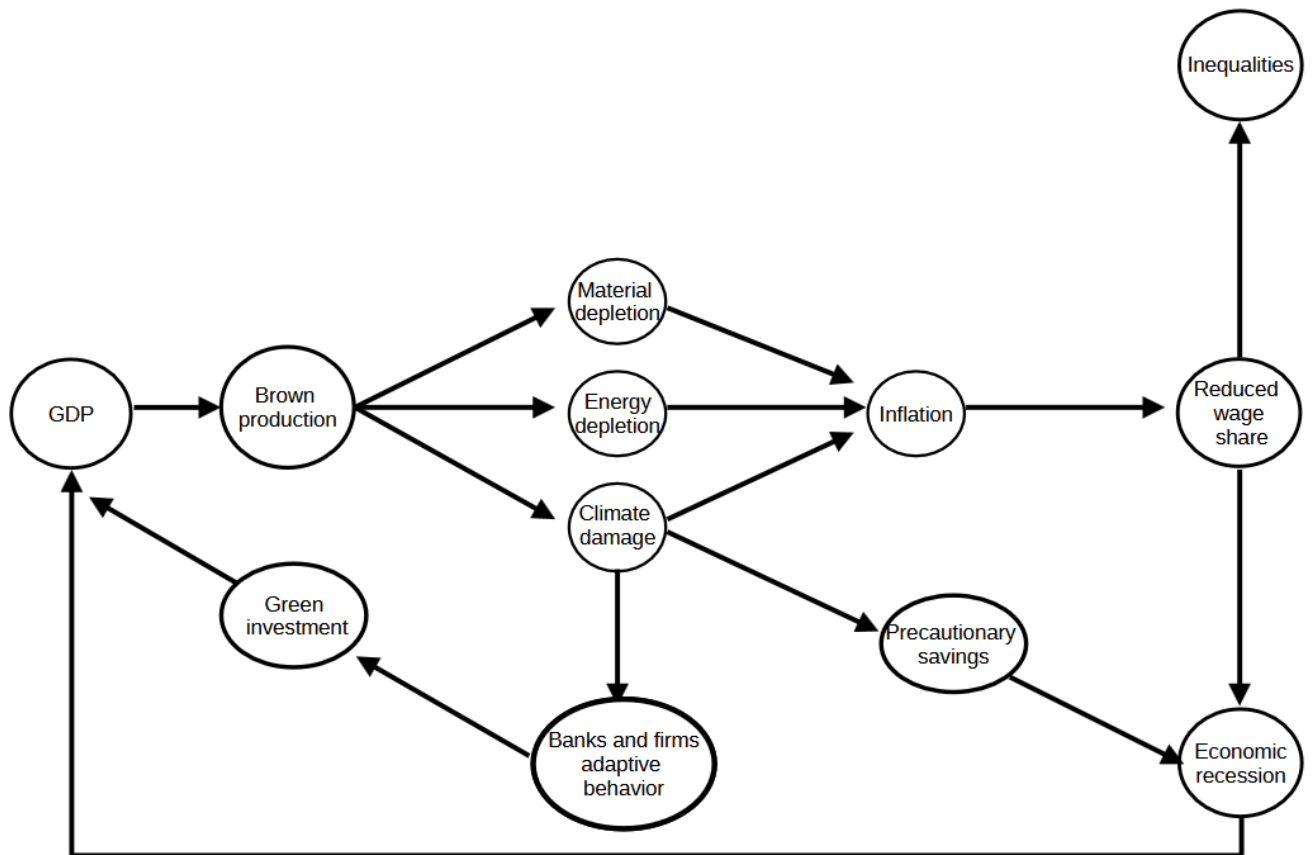 Inequalities
Material
depletion
Brown
production
GDP
Energy
depletion
Inflation
Reduced
wage
share
Climate
damage
Green
investment
Precautionary
savings
Banks and firms
adaptive
behavior
Economic
recession